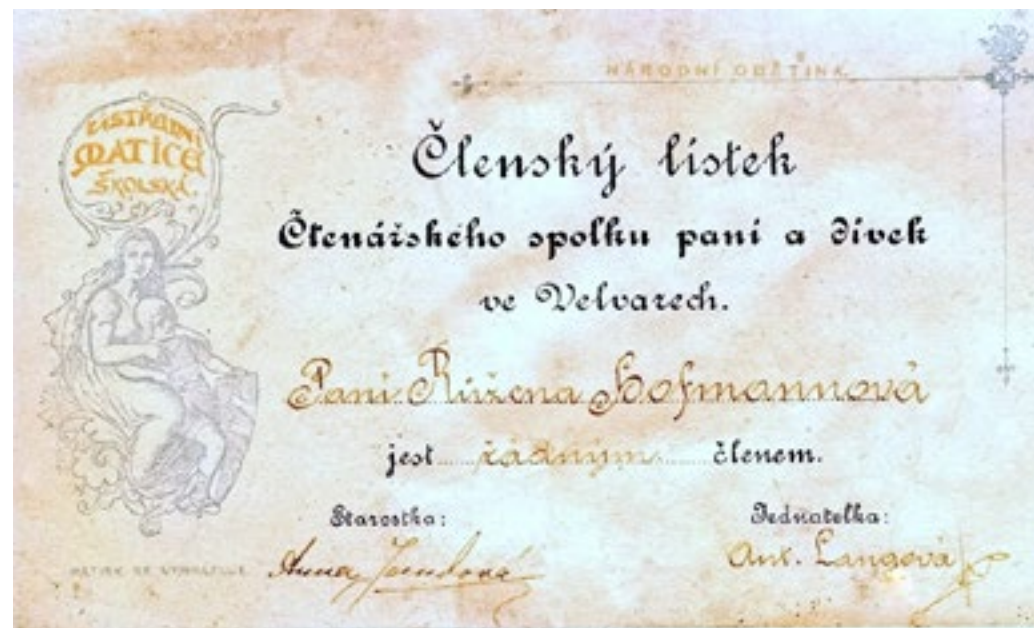 NÁRODNÍ ODŽTINK
ÚSTŘEDNÍ
MATICE
ŠKOLSKÁ.
Členský lístek
Čtenářského spolku paní a dívek
ve Velvarech.
Paní Růžena Hofmannová
jest řádným členem.
Starostka: Jednatelka:
Anna Ant. Langová